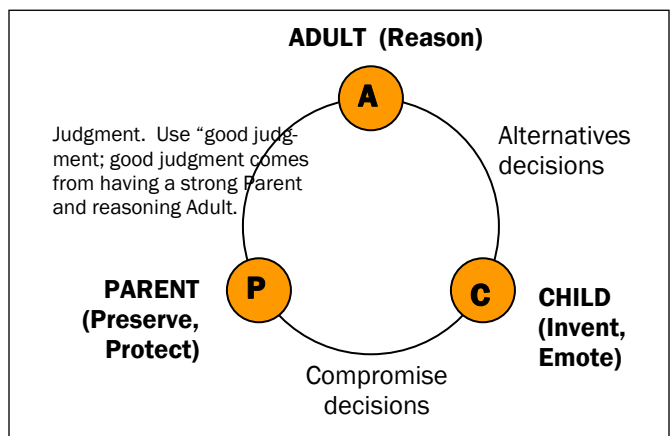 ADULT (Reason)
A
Judgment. Use “good judg-
ment; good judgment comes
from having a strong Parent
and reasoning Adult.
Alternatives
decisions
P
PARENT
(Preserve,
Protect)
C
CHILD
(Invent,
Emote)
Compromise
decisions